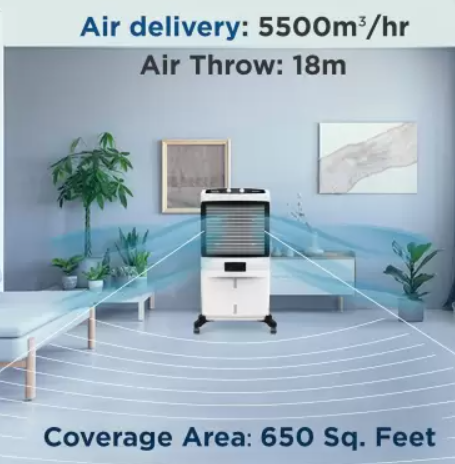 Air delivery: 5500m³/hr
Air Throw: 18m
Coverage Area: 650 Sq. Feet